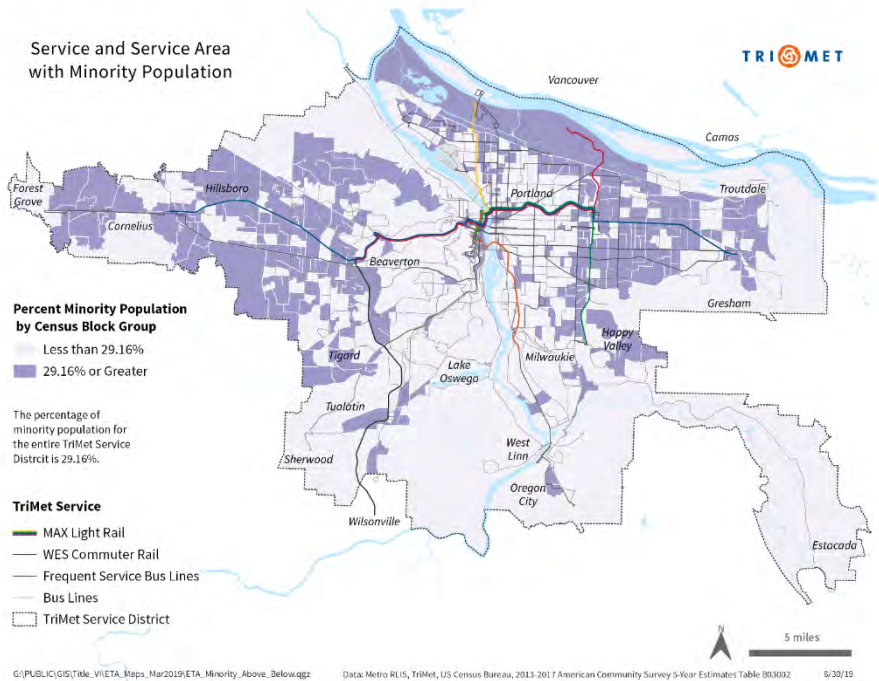 Service and Service Area
with Minority Population
TRI MET
Vancouver
Camas
Forest
Grove
Hillsboro
Portland
Troutdale
Cornelius
Beaverton
Gresham
Percent Minority Population
by Census Block Group
Less than 29.16%
29.16% or Greater
Happy
Valley
Tigard
Milwaukie
Lake
Oswego
The percentage of
minority population for
the entire TriMet Service
Distrcit is 29.16%.
Tualatin
Sherwood
West
Linn
Oregon
City
TriMet Service
MAX Light Rail
WES Commuter Rail
Frequent Service Bus Lines
Bus Lines
TriMet Service District
Wilsonville
Estacada
N
5 miles
G:\PUBLIC\GIS\Title_VI\ETA_Maps_Mar2019\ETA_Minority_Above_Below.qgz
Data: Metro RLIS, TriMet, US Census Bureau, 2013-2017 American Community Survey 5-Year Estimates Table B03002
8/30/19